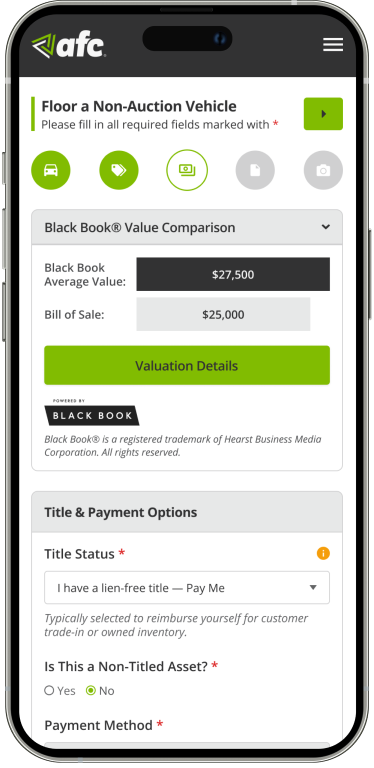 afc
Floor a Non-Auction Vehicle
Please fill in all required fields marked with *
Black Book® Value Comparison
Black Book
Average Value:
$27,500
Bill of Sale:
$25,000
Valuation Details
POWERED BY
BLACK BOOK
Black Book® is a registered trademark of Hearst Business Media
Corporation. All rights reserved.
Title & Payment Options
Title Status *
I have a lien-free title — Pay Me
Typically selected to reimburse yourself for customer
trade-in or owned inventory.
Is This a Non-Titled Asset? *
Yes No
Payment Method *